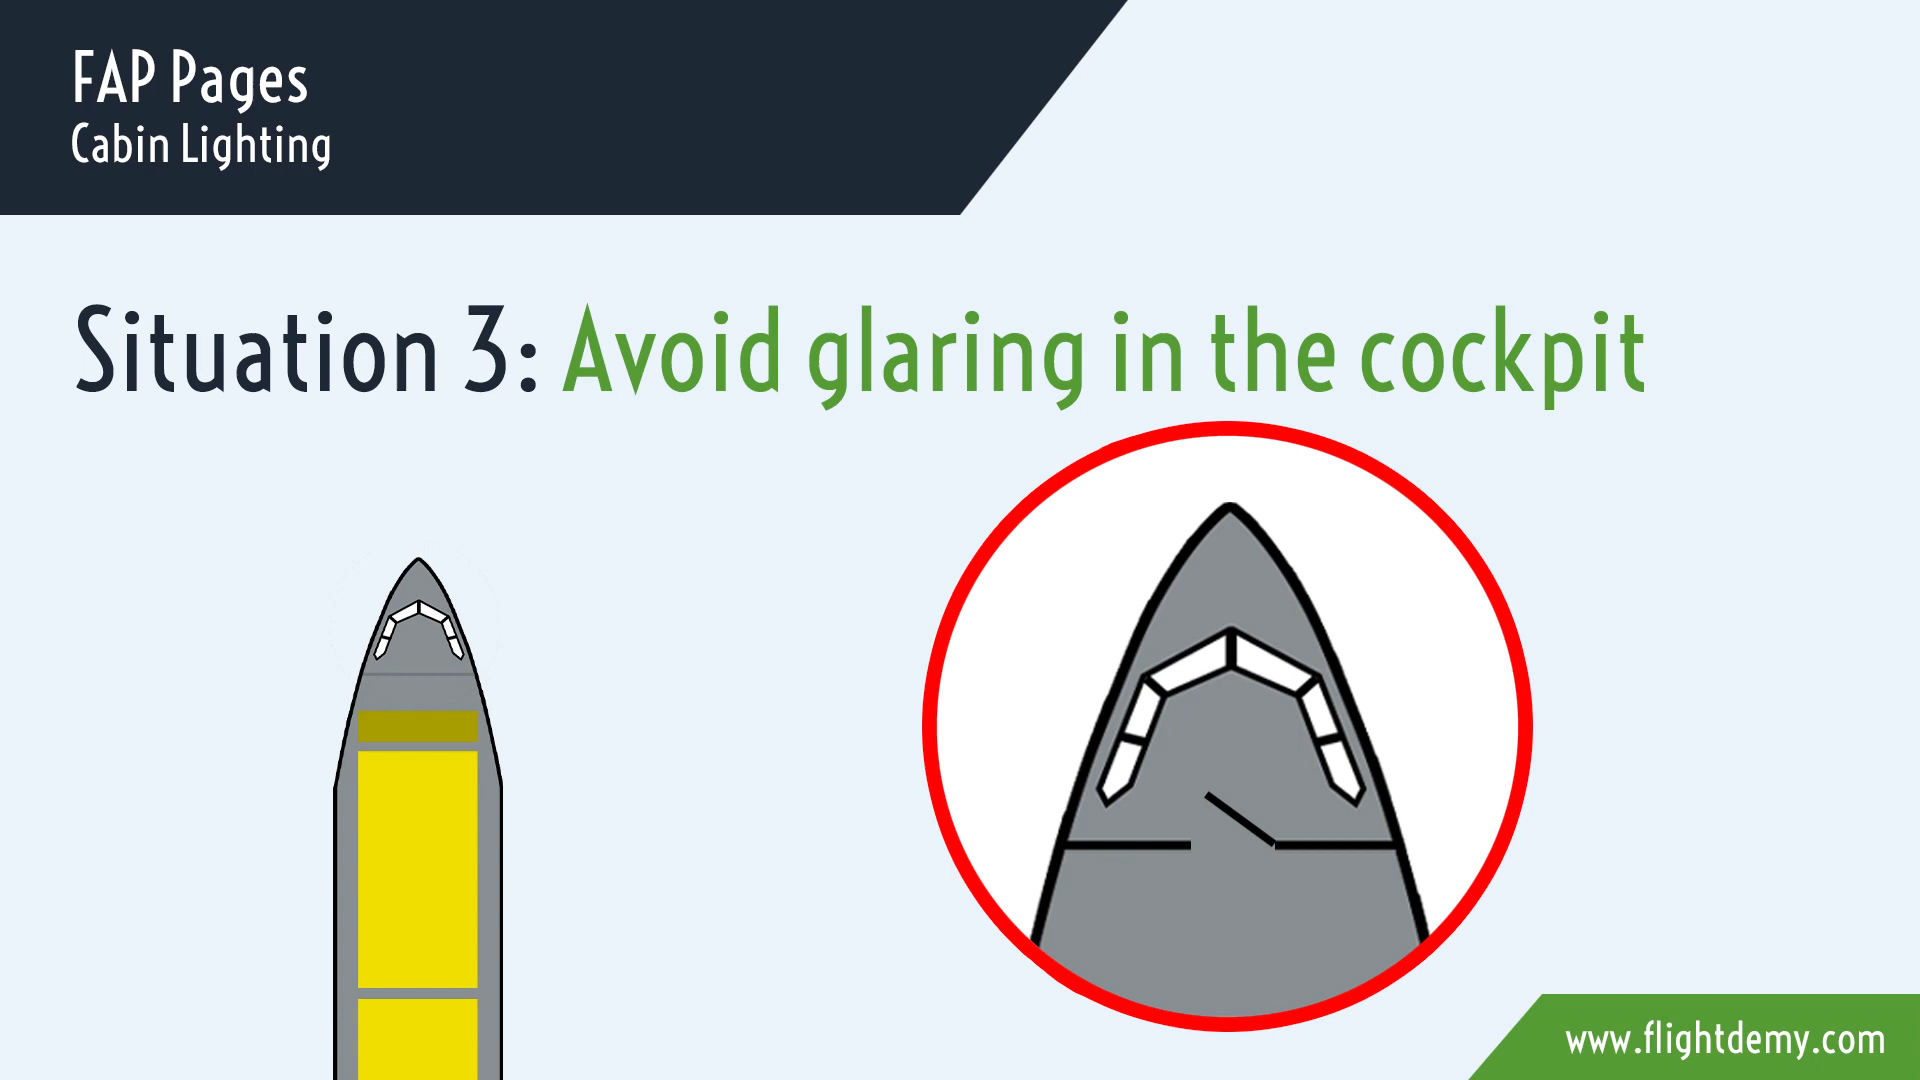 FAP Pages
Cabin Lighting
Situation 3: Avoid glaring in the cockpit
www.flightdemy.com